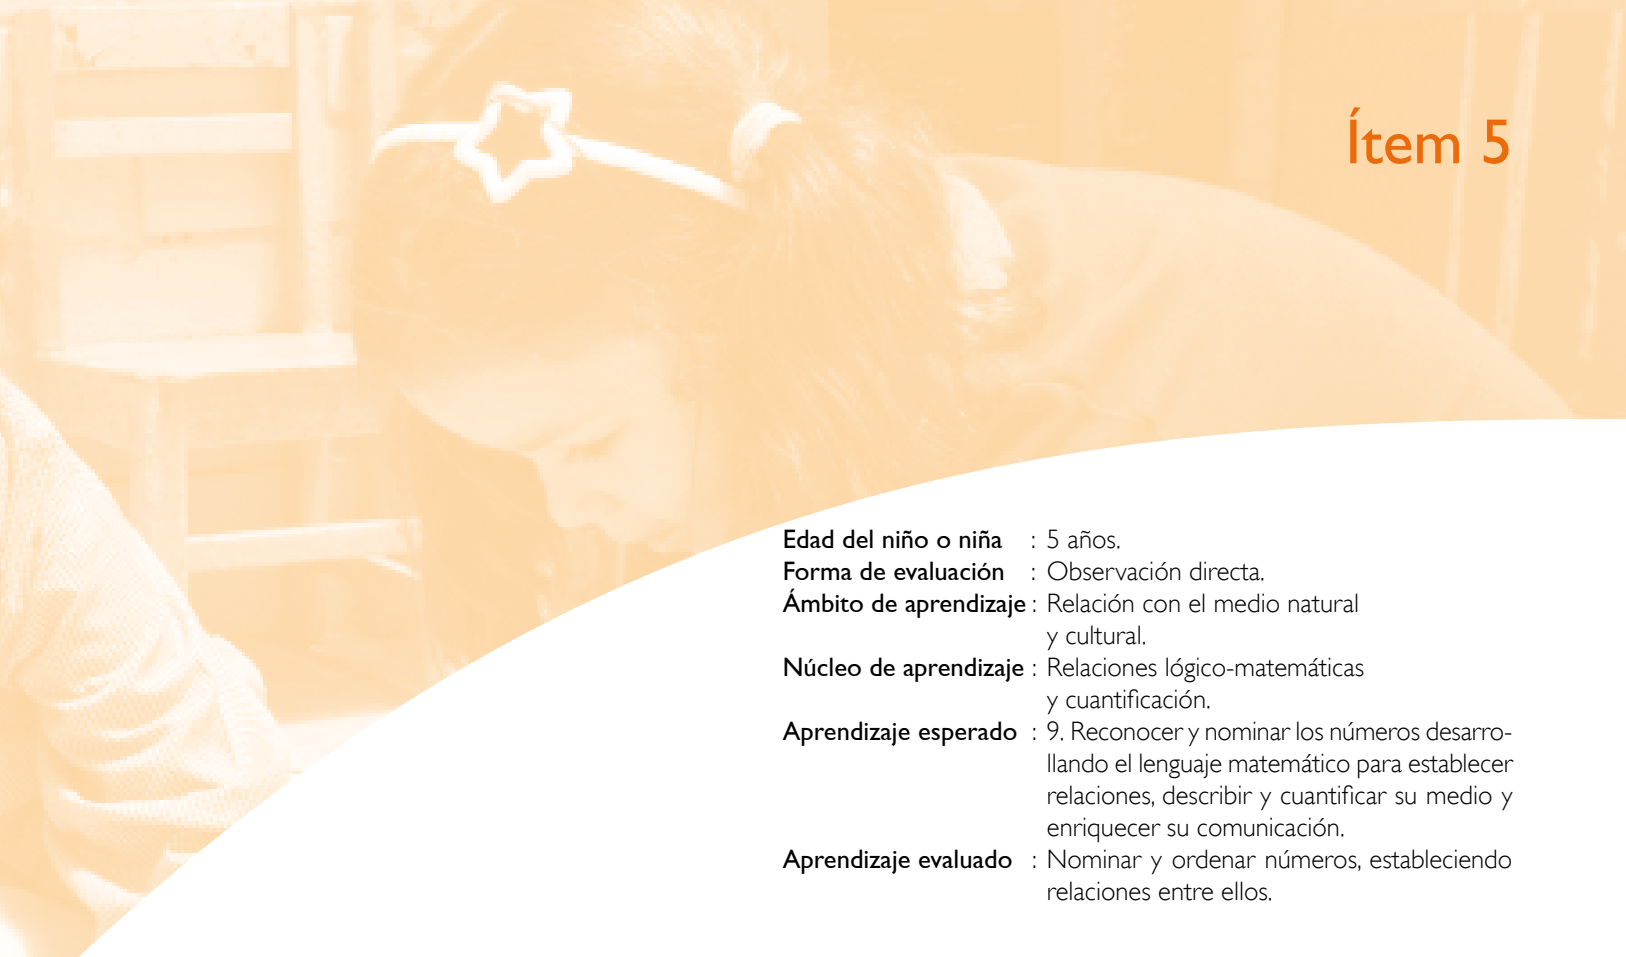 Ítem 5
Edad del niño o niña : 5 años.
Forma de evaluación : Observación directa.
Ámbito de aprendizaje : Relación con el medio natural
y cultural.
Núcleo de aprendizaje : Relaciones lógico-matemáticas
y cuantificación.
Aprendizaje esperado : 9. Reconocer y nominar los números desarro-
llando el lenguaje matemático para establecer
relaciones, describir y cuantificar su medio y
enriquecer su comunicación.
Aprendizaje evaluado : Nominar y ordenar números, estableciendo
relaciones entre ellos.